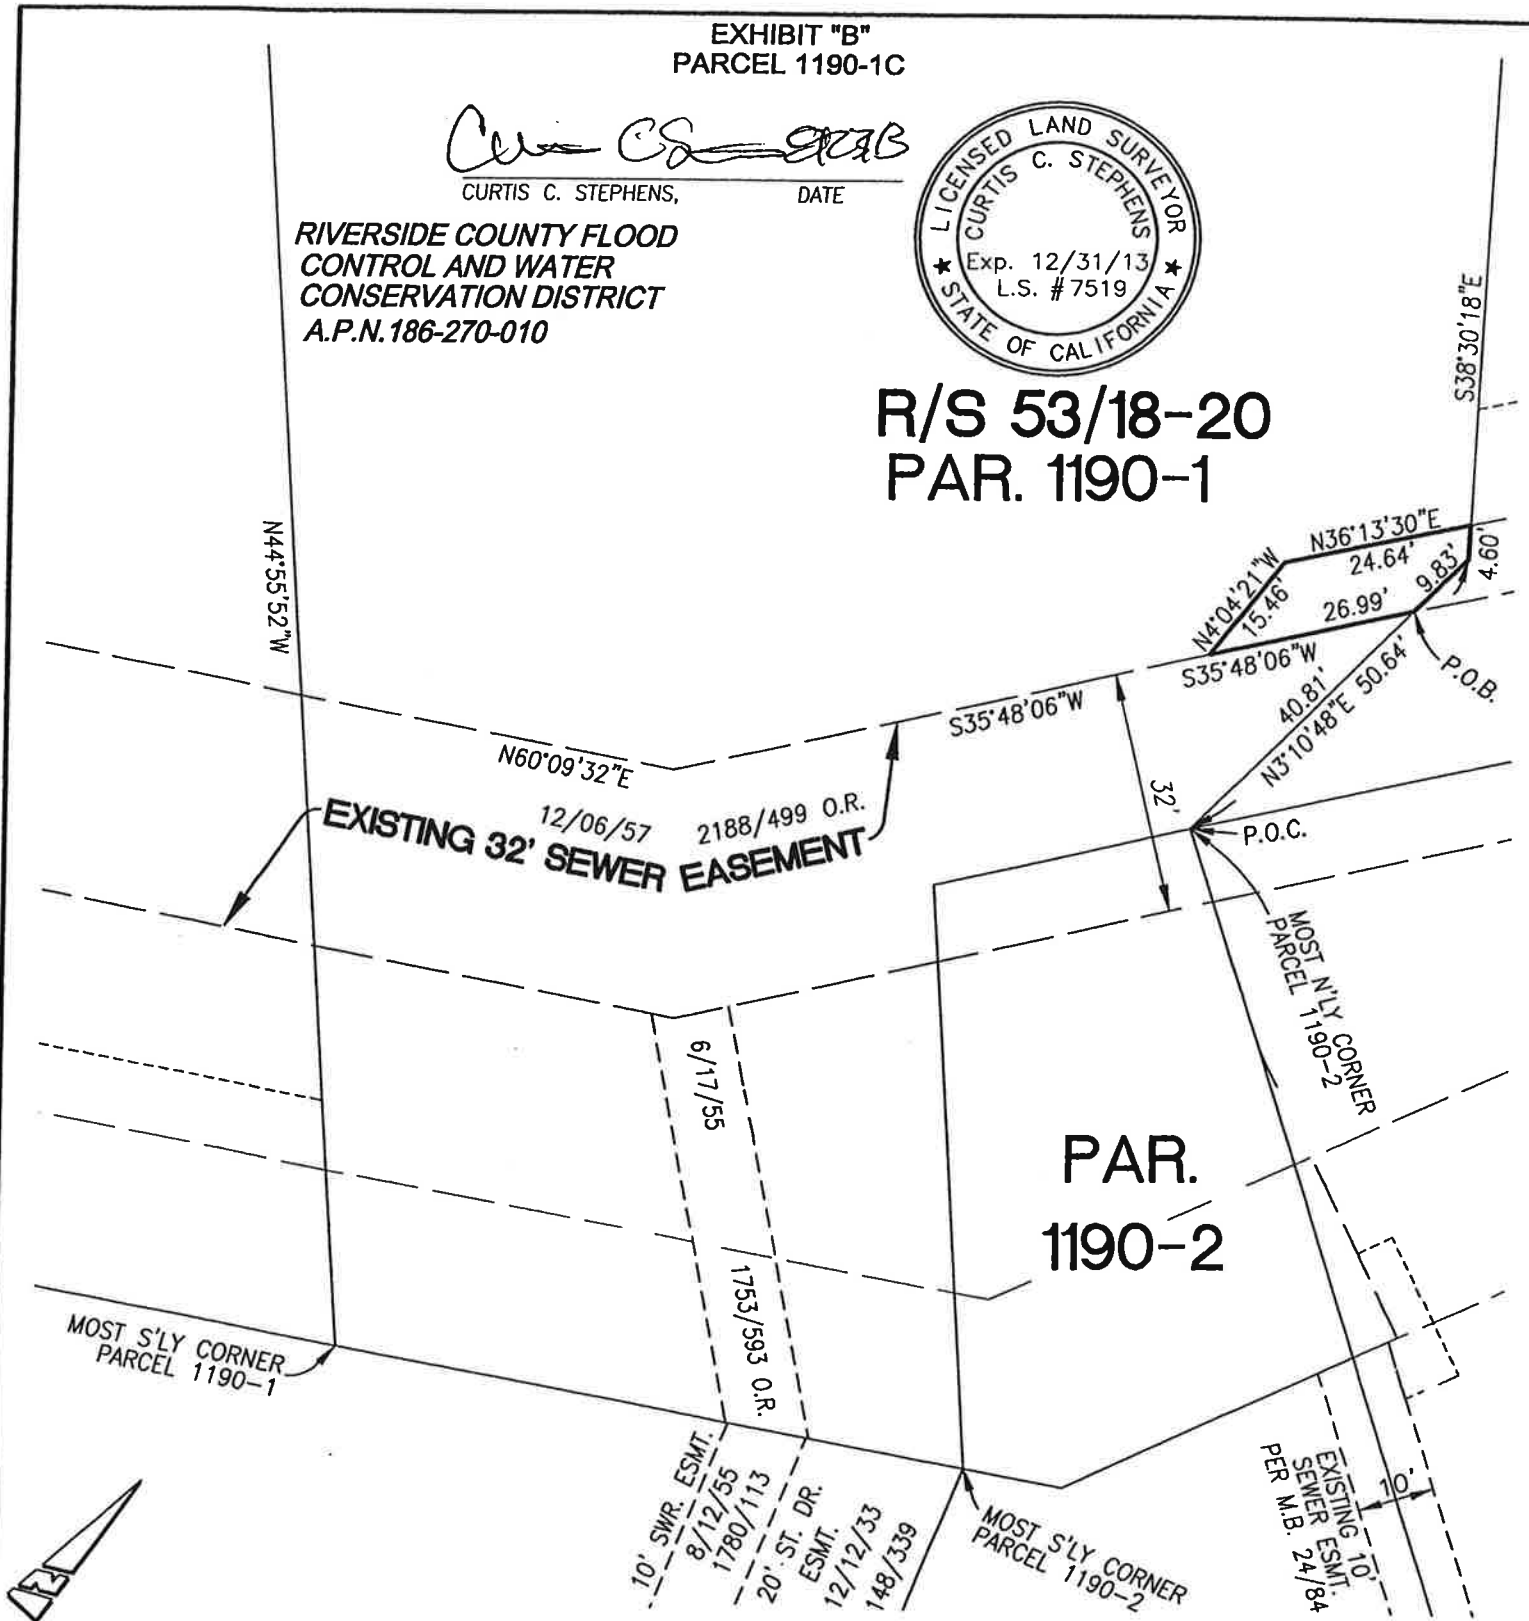 EXHIBIT "B"
PARCEL 1190-1C
CURTIS C. STEPHENS,
DATE
RIVERSIDE COUNTY FLOOD
CONTROL AND WATER
CONSERVATION DISTRICT
A.P.N.186-270-010
LICENSED LAND SURVEYOR
CURTIS C. STEPHENS
Exp. 12/31/13
L.S. #7519
★ STATE OF CALIFORNIA ★
R/S 53/18-20
PAR. 1190-1
S38°30'18"E
N44°55'52"W
N36°13'30"E
24.64'
4.60'
9.83'
N4°04'21"W
15.46'
26.99'
S35°48'06"W
P.O.B.
40.81'
N3°10'48"E 50.64'
S35°48'06"W
N60°09'32"E
32'
12/06/57
2188/499 O.R.
EXISTING 32' SEWER EASEMENT
P.O.C.
MOST N'LY CORNER
PARCEL 1190-2
6/17/55
1753/593 O.R.
PAR.
1190-2
MOST S'LY CORNER
PARCEL 1190-1
10' SWR. ESMT.
8/12/55
1780/113
20' ST. DR.
ESMT.
12/12/33
148/339
MOST S'LY CORNER
PARCEL 1190-2
EXISTING 10'
SEWER ESMT.
PER M.B. 24/84
10'
N